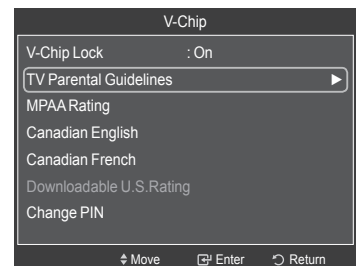 V-Chip
V-Chip Lock : On
TV Parental Guidelines
MPAA Rating
Canadian English
Canadian French
Downloadable U.S.Rating
Change PIN
Move Enter Return